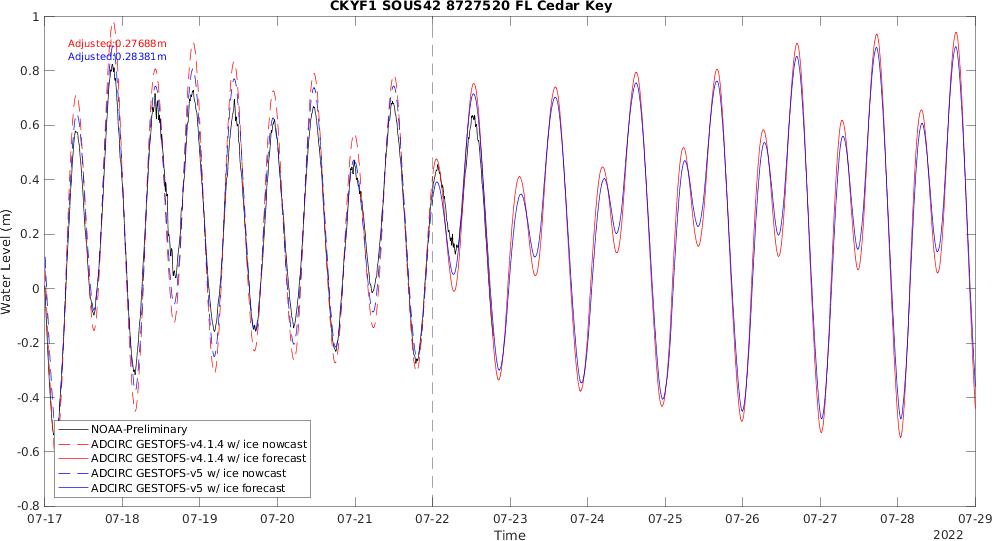 CKYF1 SOUS42 8727520 FL Cedar Key
Adjusted:0.27688m
Adjusted:0.28381m
Water Level (m)
1
0.8
0.6
0.4
0.2
0
-0.2
-0.4
-0.6
-0.8
NOAA-Preliminary
ADCIRC GESTOFS-v4.1.4 w/ ice nowcast
ADCIRC GESTOFS-v4.1.4 w/ ice forecast
ADCIRC GESTOFS-v5 w/ ice nowcast
ADCIRC GESTOFS-v5 w/ ice forecast
07-17 07-18 07-19 07-20 07-21 07-22 07-23 07-24 07-25 07-26 07-27 07-28 07-29
Time
2022